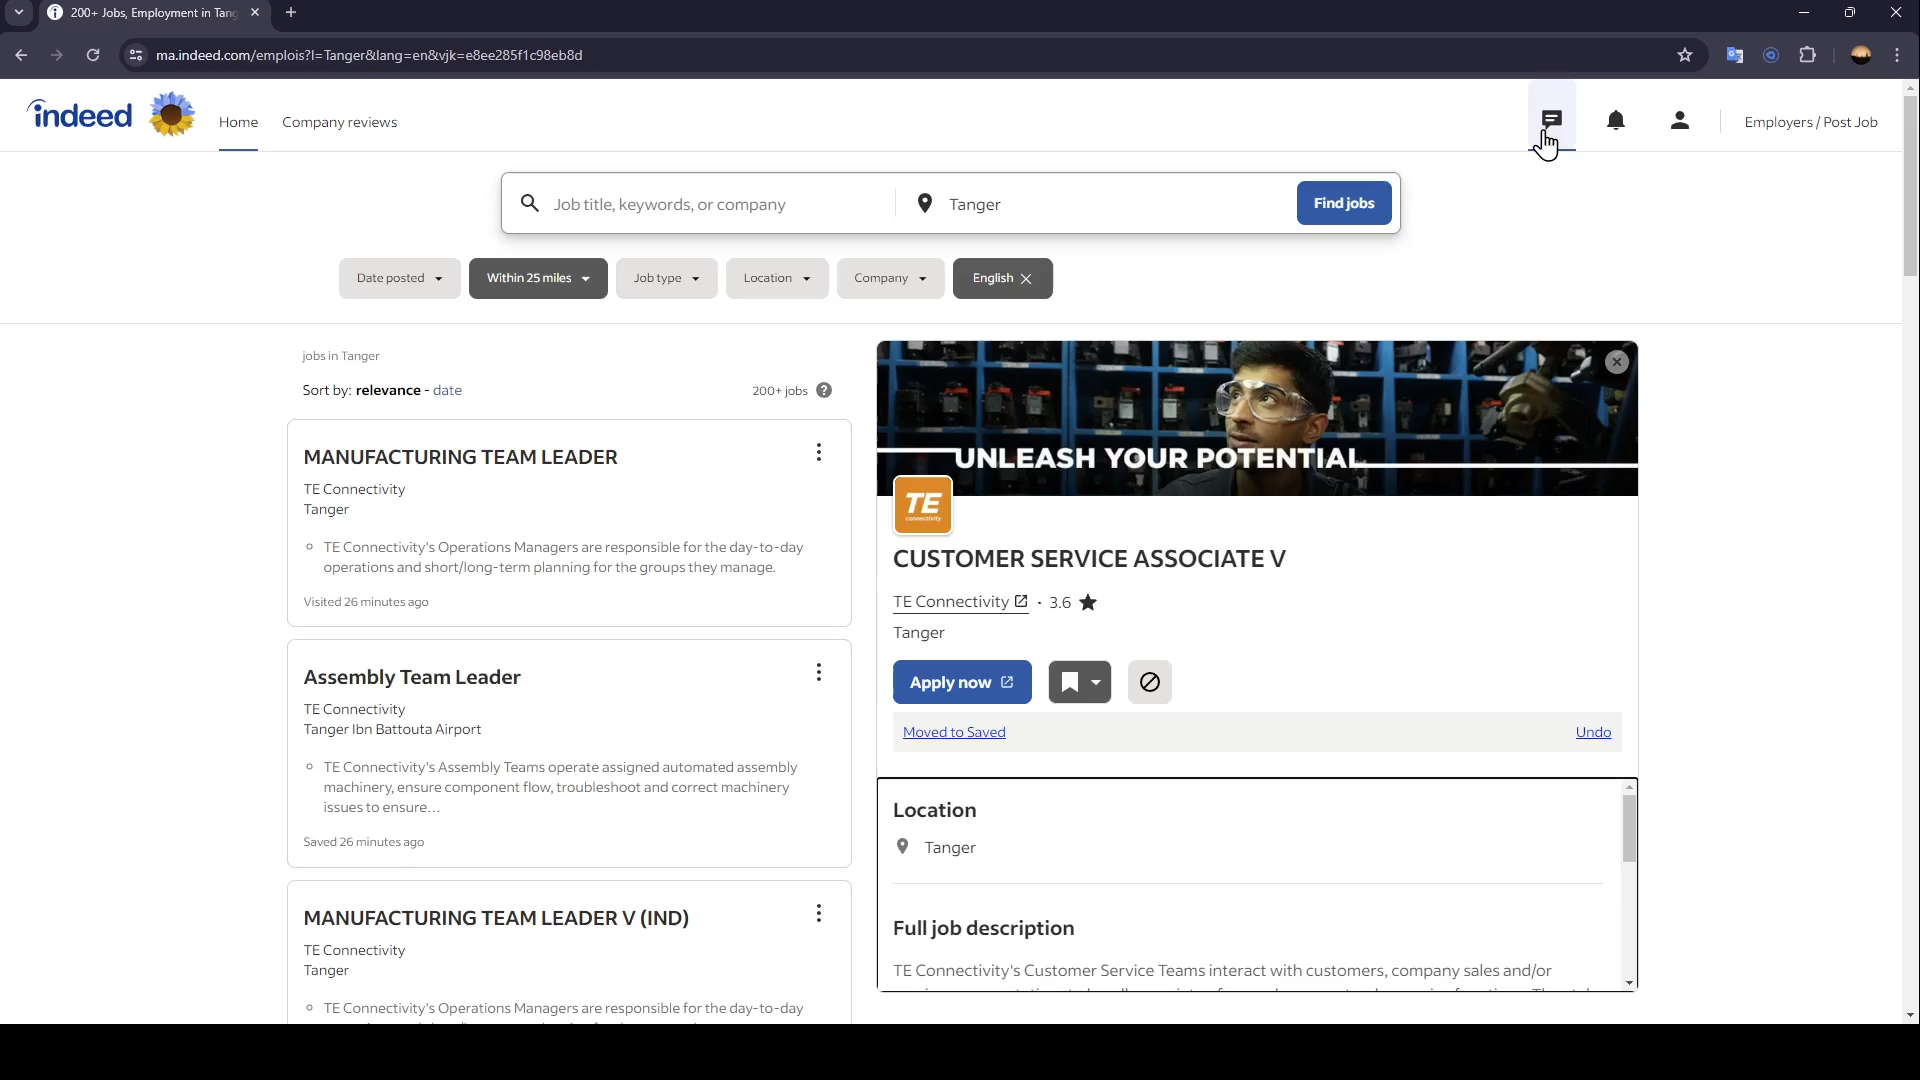 200+ Jobs, Employment in Tang
ma.indeed.com/emplois?l=Tanger&lang=en&vjk=e8ee285f1c98eb8d
indeed
Home
Company reviews
Employers / Post Job
Job title, keywords, or company
Tanger
Find jobs
Date posted
Within 25 miles
Job type
Location
Company
English
jobs in Tanger
Sort by: relevance - date
200+ jobs
MANUFACTURING TEAM LEADER
TE Connectivity
Tanger
TE Connectivity's Operations Managers are responsible for the day-to-day
operations and short/long-term planning for the groups they manage.
Visited 26 minutes ago
Assembly Team Leader
TE Connectivity
Tanger Ibn Battouta Airport
TE Connectivity's Assembly Teams operate assigned automated assembly
machinery, ensure component flow, troubleshoot and correct machinery
issues to ensure…
Saved 26 minutes ago
MANUFACTURING TEAM LEADER V (IND)
TE Connectivity
Tanger
TE Connectivity's Operations Managers are responsible for the day-to-day
UNLEASH YOUR POTENTIAL
TE
connectivity
CUSTOMER SERVICE ASSOCIATE V
TE Connectivity · 3.6
Tanger
Apply now
Moved to Saved
Undo
Location
Tanger
Full job description
TE Connectivity's Customer Service Teams interact with customers, company sales and/or